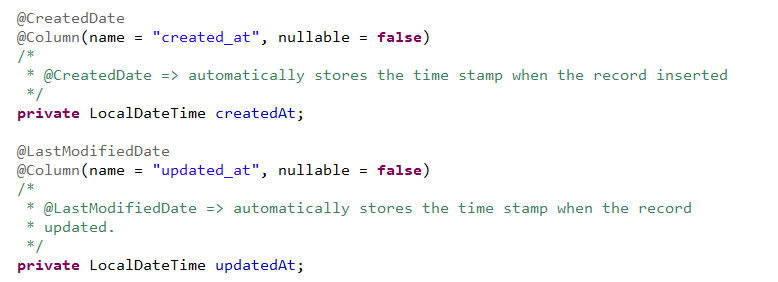 @CreatedDate
@Column(name = "created_at", nullable = false)
/*
 * @CreatedDate => automatically stores the time stamp when the record inserted
 */
private LocalDateTime createdAt;

@LastModifiedDate
@Column(name = "updated_at", nullable = false)
/*
 * @LastModifiedDate => automatically stores the time stamp when the record
 * updated.
 */
private LocalDateTime updatedAt;